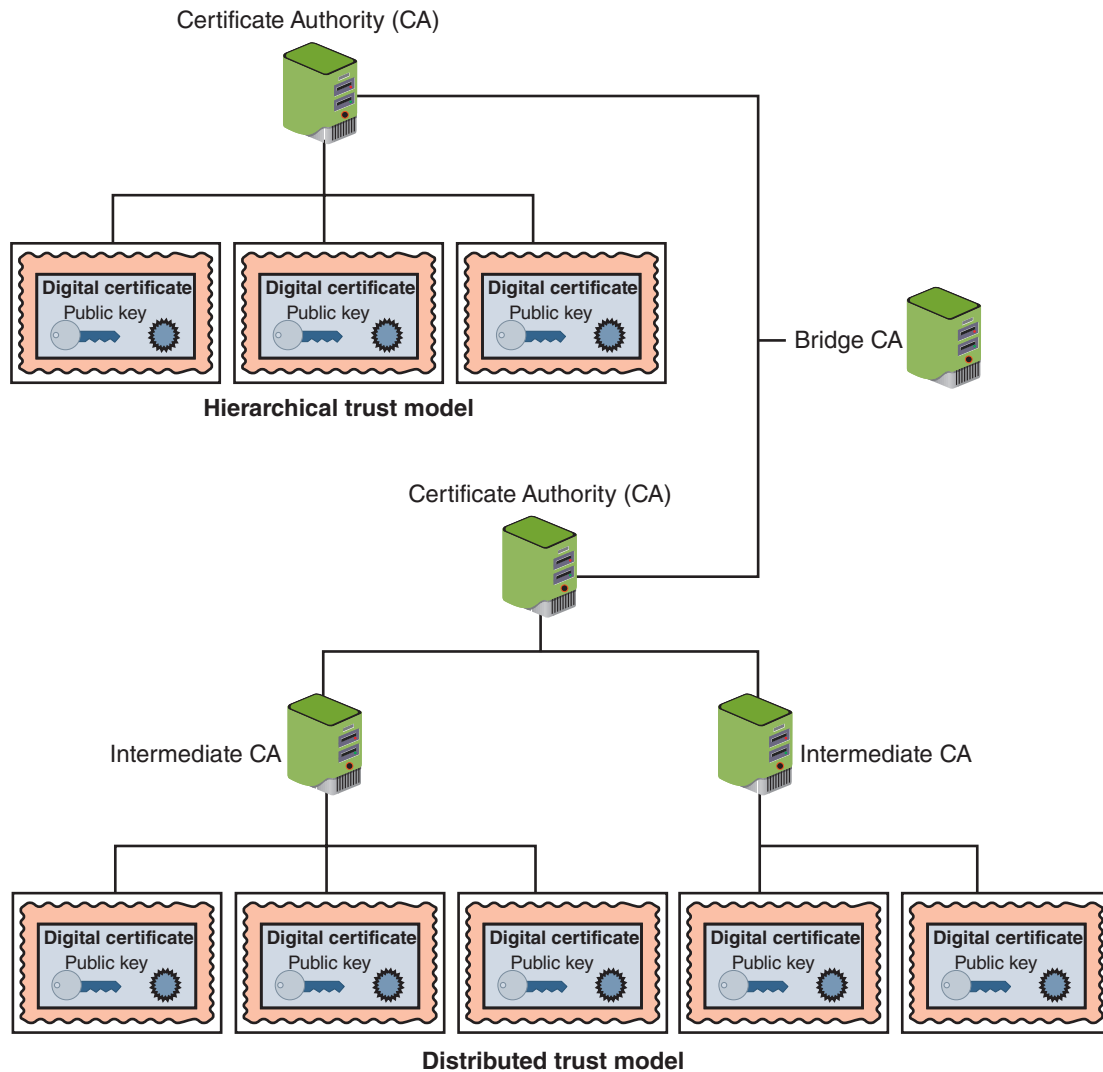 Certificate Authority (CA)
Digital certificate
Public key
Digital certificate
Public key
Digital certificate
Public key
Hierarchical trust model
Bridge CA
Certificate Authority (CA)
Intermediate CA
Intermediate CA
Digital certificate
Public key
Digital certificate
Public key
Digital certificate
Public key
Digital certificate
Public key
Digital certificate
Public key
Distributed trust model